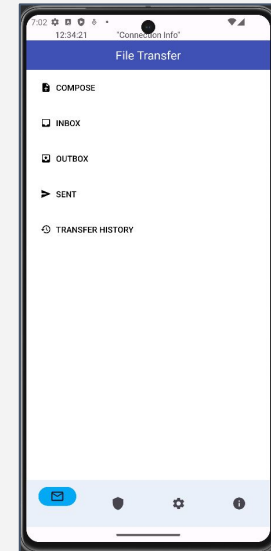 7:02
12:34:21 "Connection Info"
File Transfer
COMPOSE
INBOX
OUTBOX
SENT
TRANSFER HISTORY